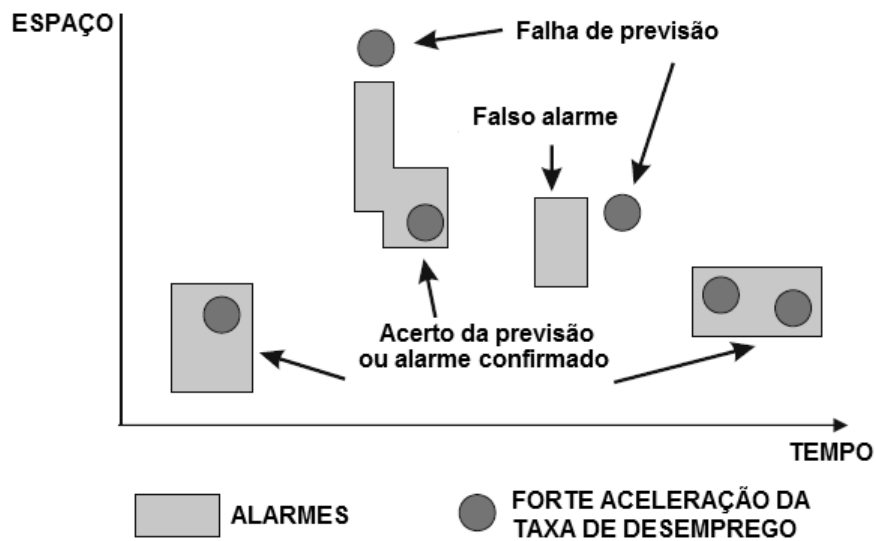 ESPAÇO
Falha de previsão
Falso alarme
Acerto da previsão
ou alarme confirmado
TEMPO
ALARMES
FORTE ACELERAÇÃO DA
TAXA DE DESEMPREGO